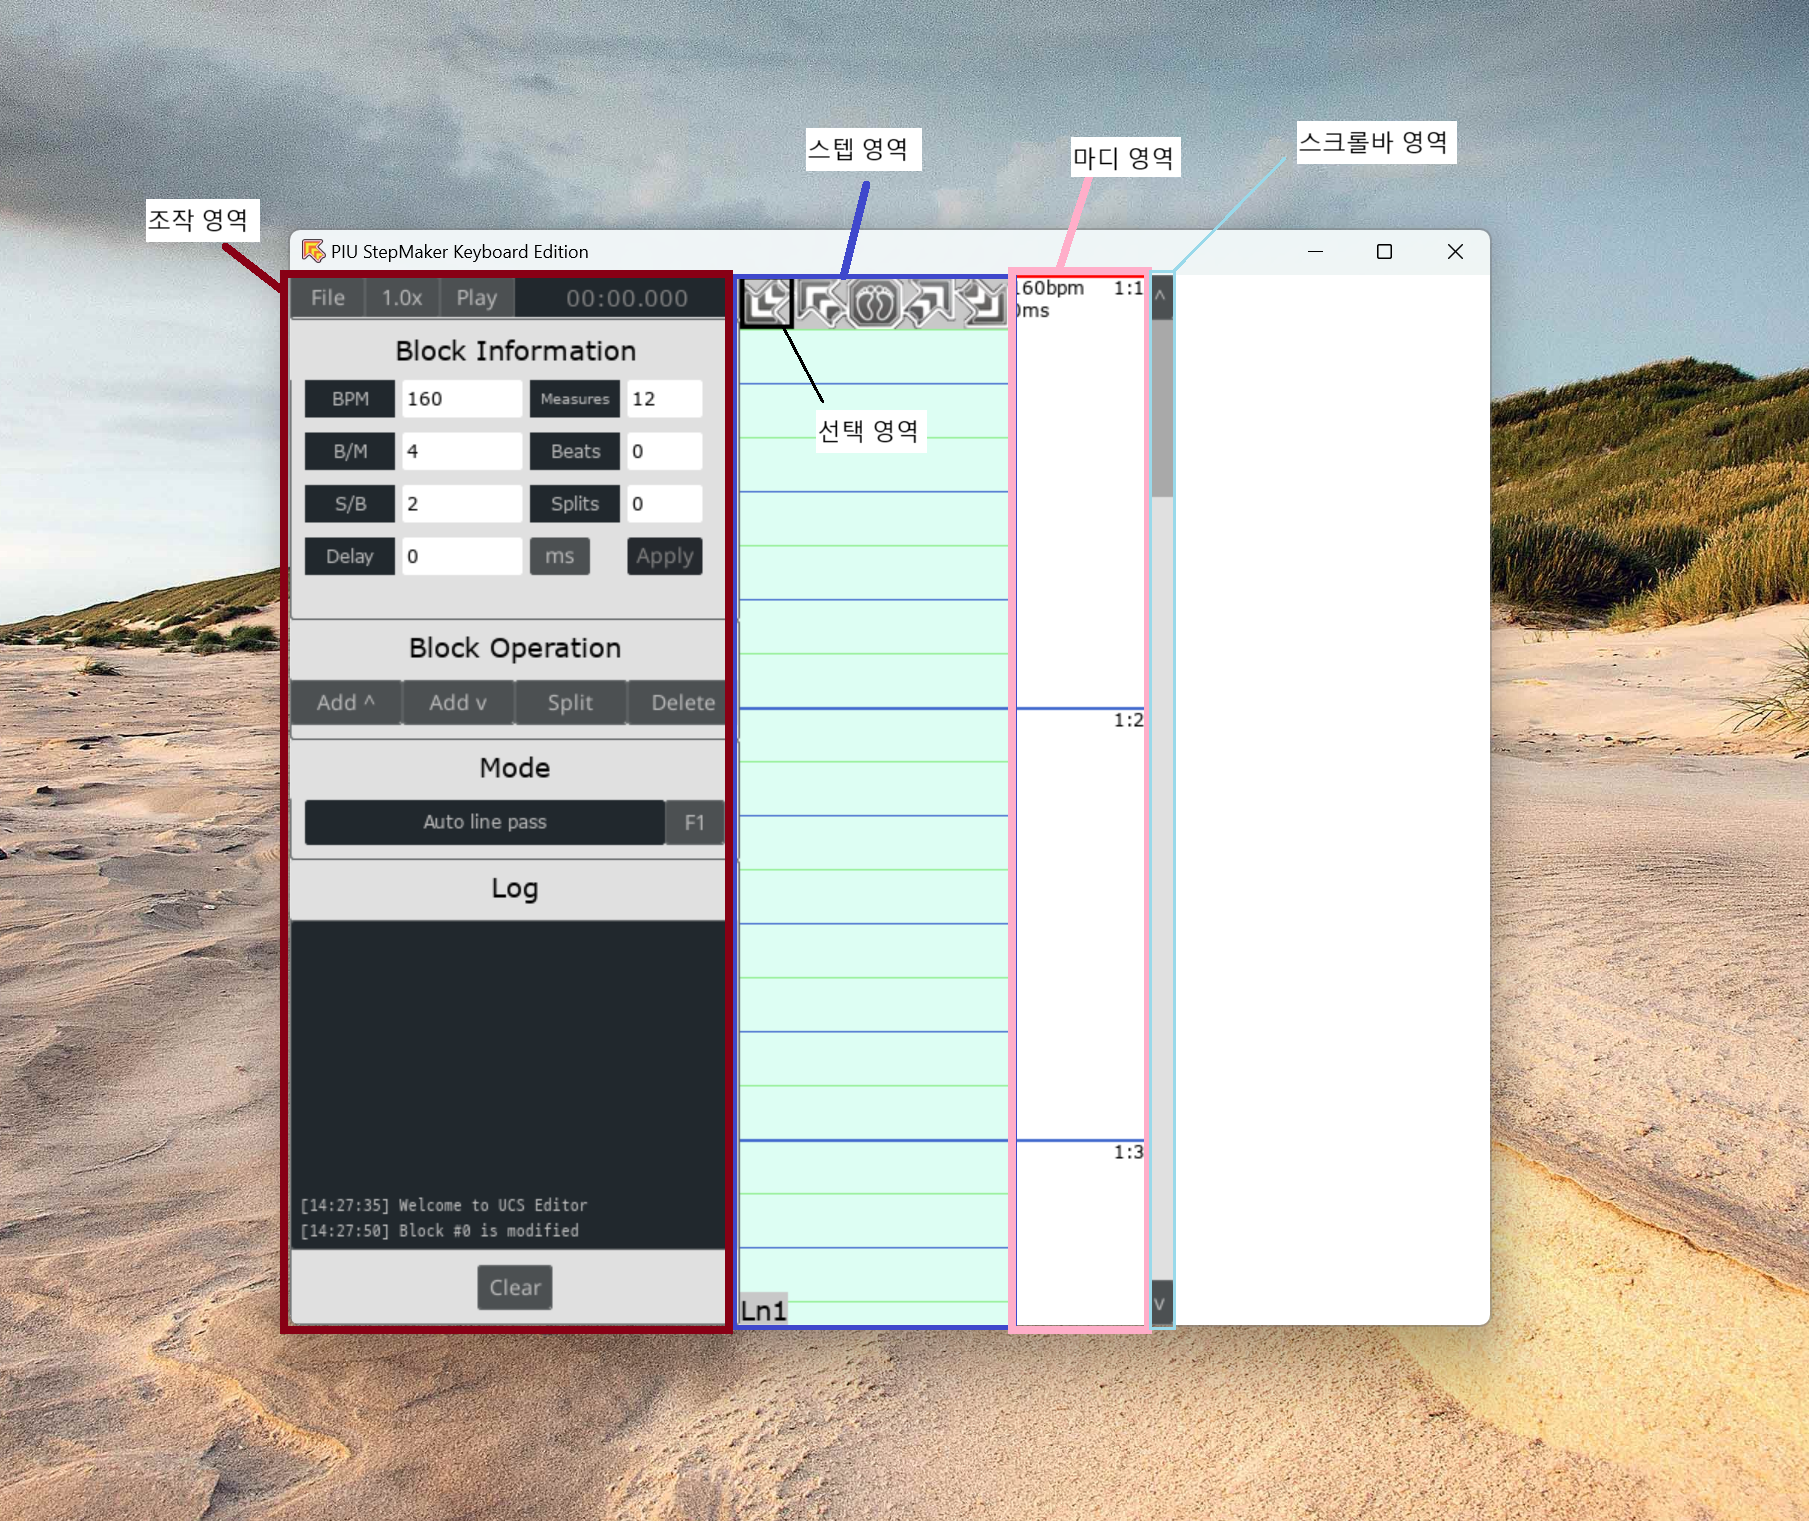 스텝 영역
마디 영역
스크롤바 영역
조작 영역
PIU StepMaker Keyboard Edition
File 1.0x Play 00:00.000
Block Information
BPM 160 Measures 12
B/M 4 Beats 0
S/B 2 Splits 0
Delay 0 ms Apply
Block Operation
Add ^ Add v Split Delete
Mode
Auto line pass F1
Log
[14:27:35] Welcome to UCS Editor
[14:27:50] Block #0 is modified
Clear
선택 영역
Ln1
160bpm 1:1
0ms
1:2
1:3
^
v